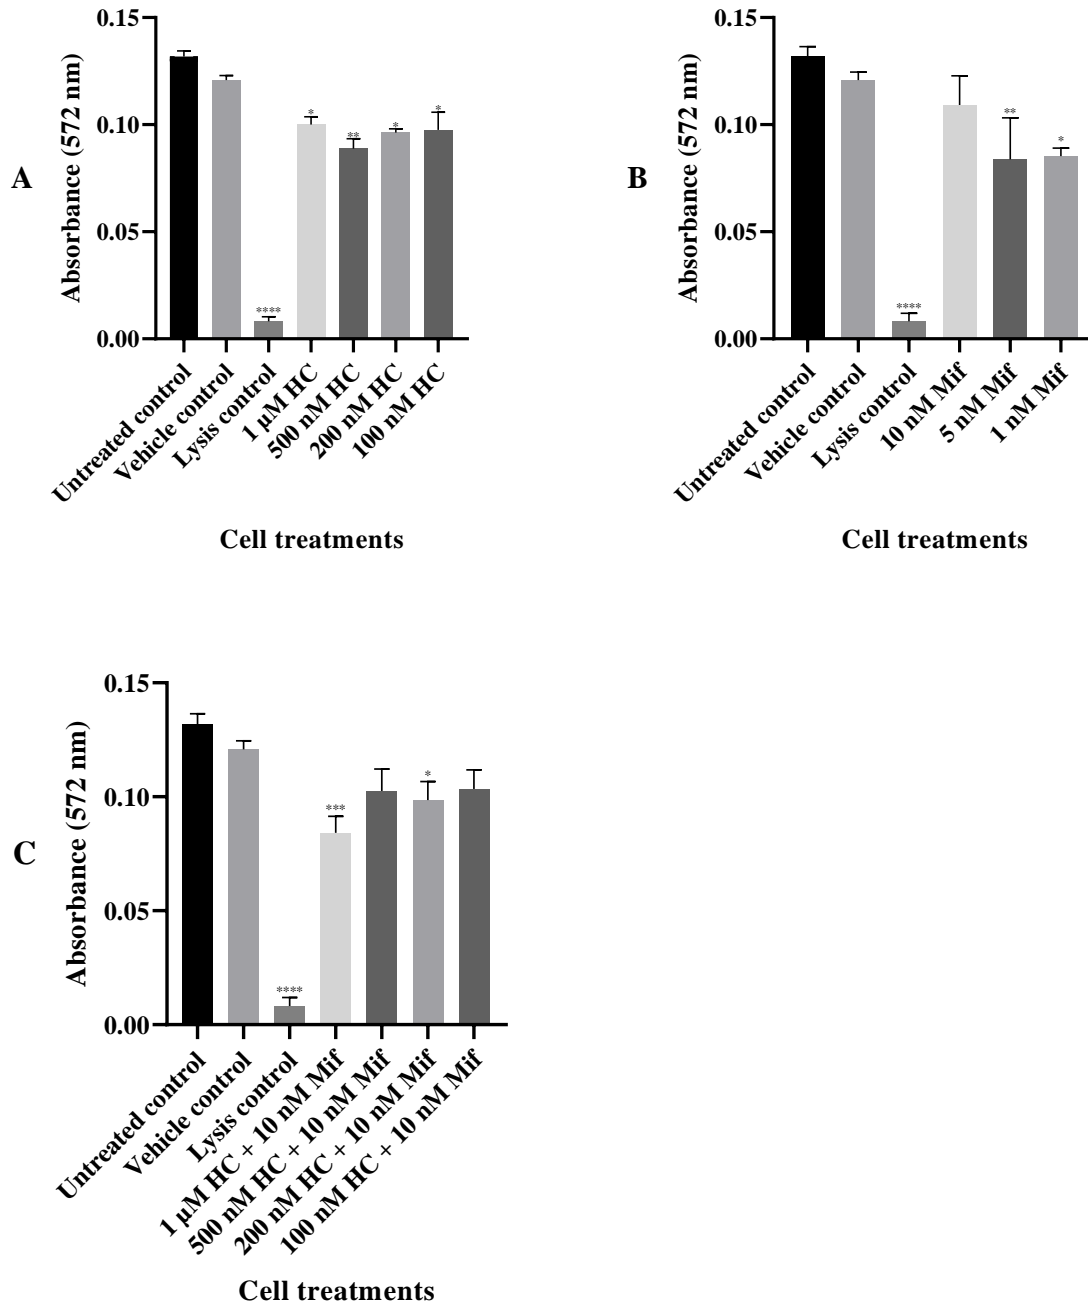 A
Absorbance (572 nm)
0.15
0.10
0.05
0.00
****
*
**
*
*
Untreated control
Vehicle control
Lysis control
1 µM HC
500 nM HC
200 nM HC
100 nM HC
Cell treatments
B
Absorbance (572 nm)
0.15
0.10
0.05
0.00
****
**
*
Untreated control
Vehicle control
Lysis control
10 nM Mif
5 nM Mif
1 nM Mif
Cell treatments
C
Absorbance (572 nm)
0.15
0.10
0.05
0.00
****
***
*
Untreated control
Vehicle control
Lysis control
1 µM HC + 10 nM Mif
500 nM HC + 10 nM Mif
200 nM HC + 10 nM Mif
100 nM HC + 10 nM Mif
Cell treatments